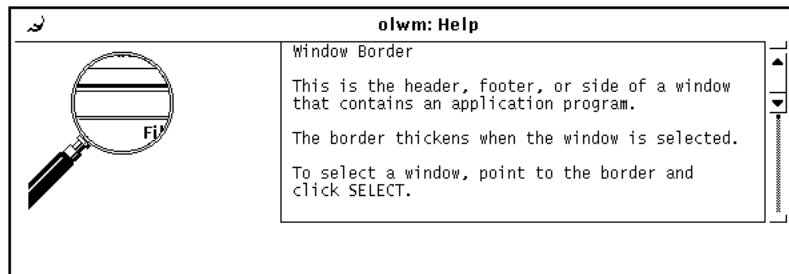 olwm: Help
Window Border
This is the header, footer, or side of a window
that contains an application program.
The border thickens when the window is selected.
To select a window, point to the border and
click SELECT.
Fi